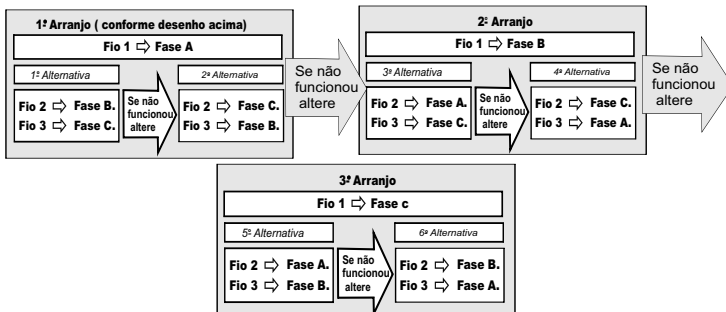 1º Arranjo ( conforme desenho acima)
Fio 1 ⇨ Fase A
1º Alternativa
Fio 2 ⇨ Fase B.
Fio 3 ⇨ Fase C.
Se não
funcionou
altere
2ª Alternativa
Fio 2 ⇨ Fase C.
Fio 3 ⇨ Fase B.
Se não
funcionou
altere
2º Arranjo
Fio 1 ⇨ Fase B
3ª Alternativa
Fio 2 ⇨ Fase A.
Fio 3 ⇨ Fase C.
Se não
funcionou
altere
4ª Alternativa
Fio 2 ⇨ Fase C.
Fio 3 ⇨ Fase A.
Se não
funcionou
altere
3º Arranjo
Fio 1 ⇨ Fase c
5º Alternativa
Fio 2 ⇨ Fase A.
Fio 3 ⇨ Fase B.
Se não
funcionou
altere
6ª Alternativa
Fio 2 ⇨ Fase B.
Fio 3 ⇨ Fase A.